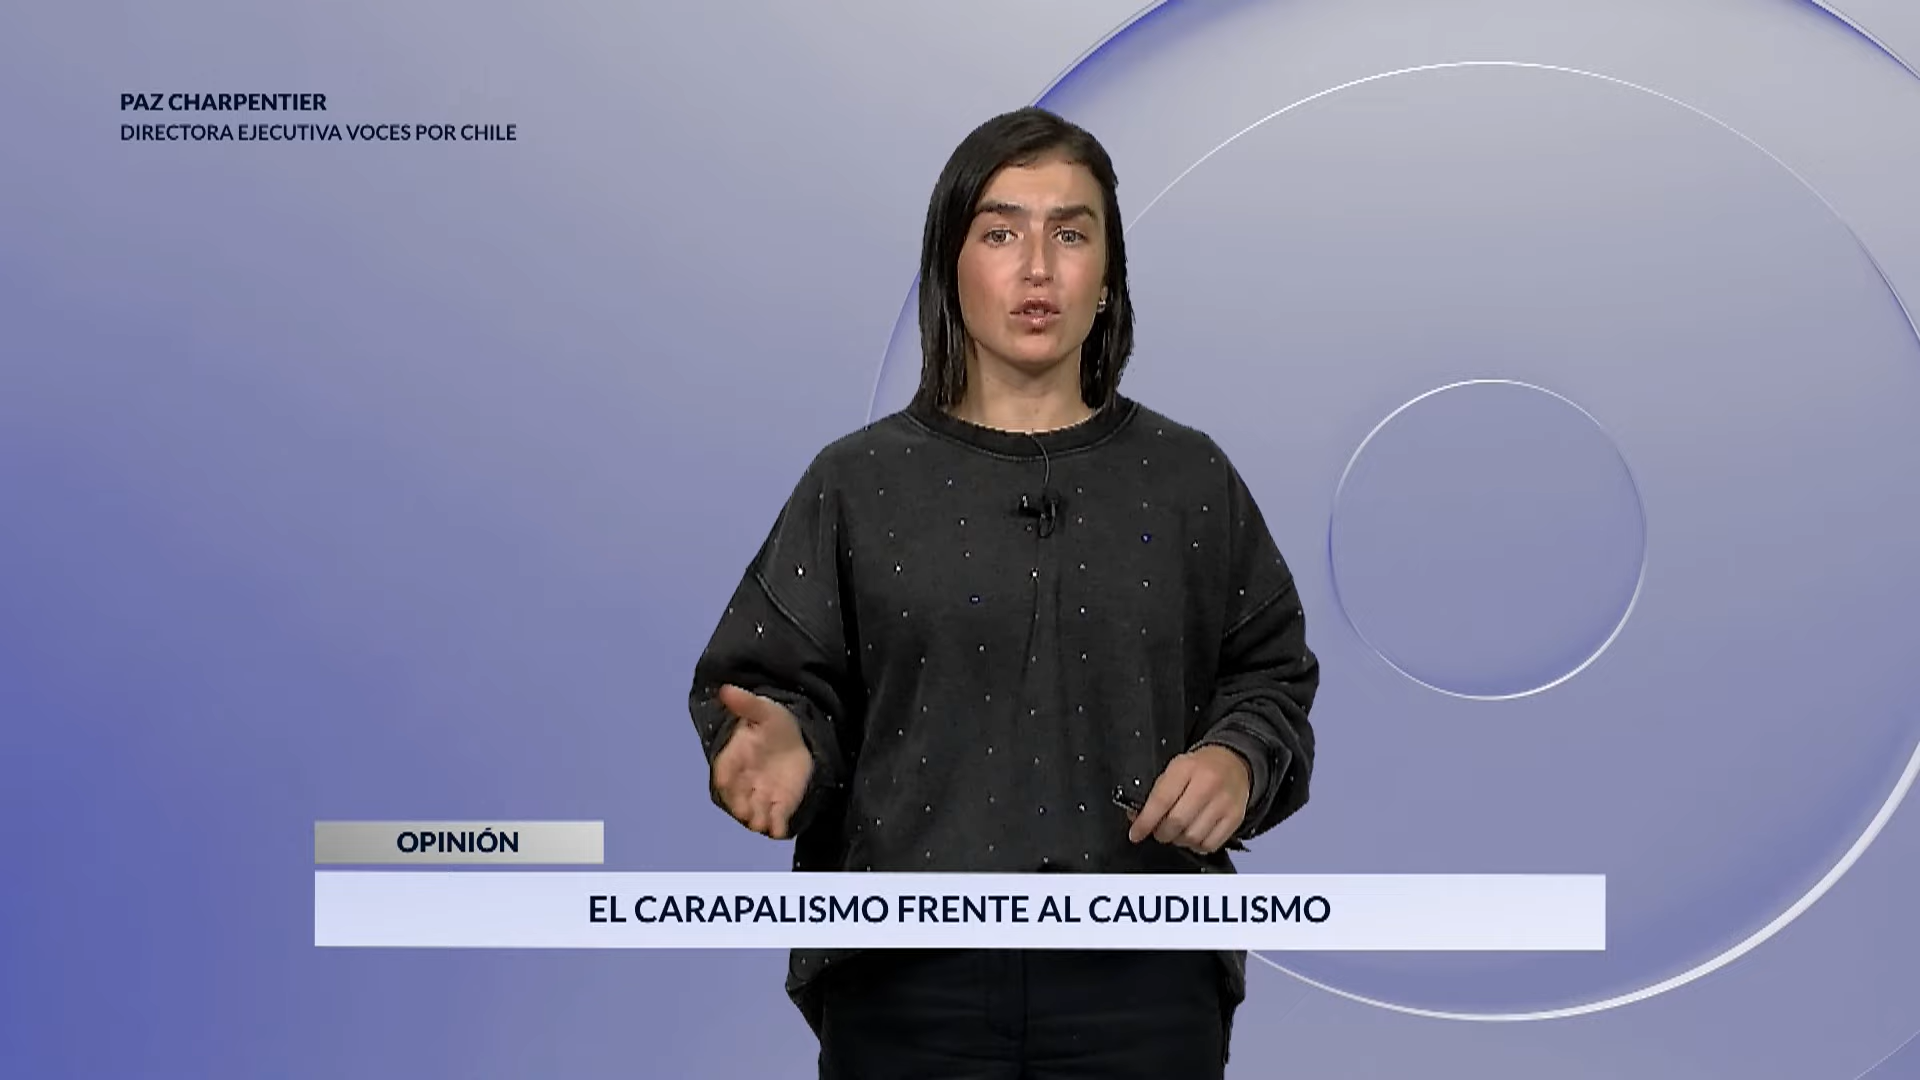 PAZ CHARPENTIER
DIRECTORA EJECUTIVA VOCES POR CHILE
OPINIÓN
EL CARAPALISMO FRENTE AL CAUDILLISMO